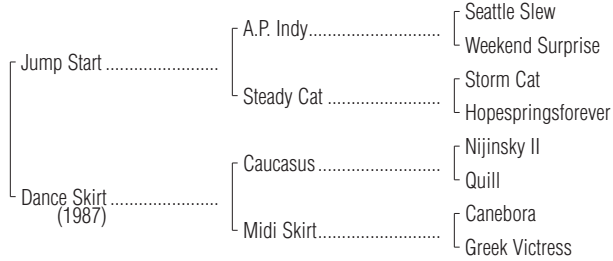 Seattle Slew
A.P. Indy
Weekend Surprise
Jump Start
Storm Cat
Steady Cat
Hopespringsforever
Nijinsky II
Caucasus
Quill
Dance Skirt
(1987)
Canebora
Midi Skirt
Greek Victress